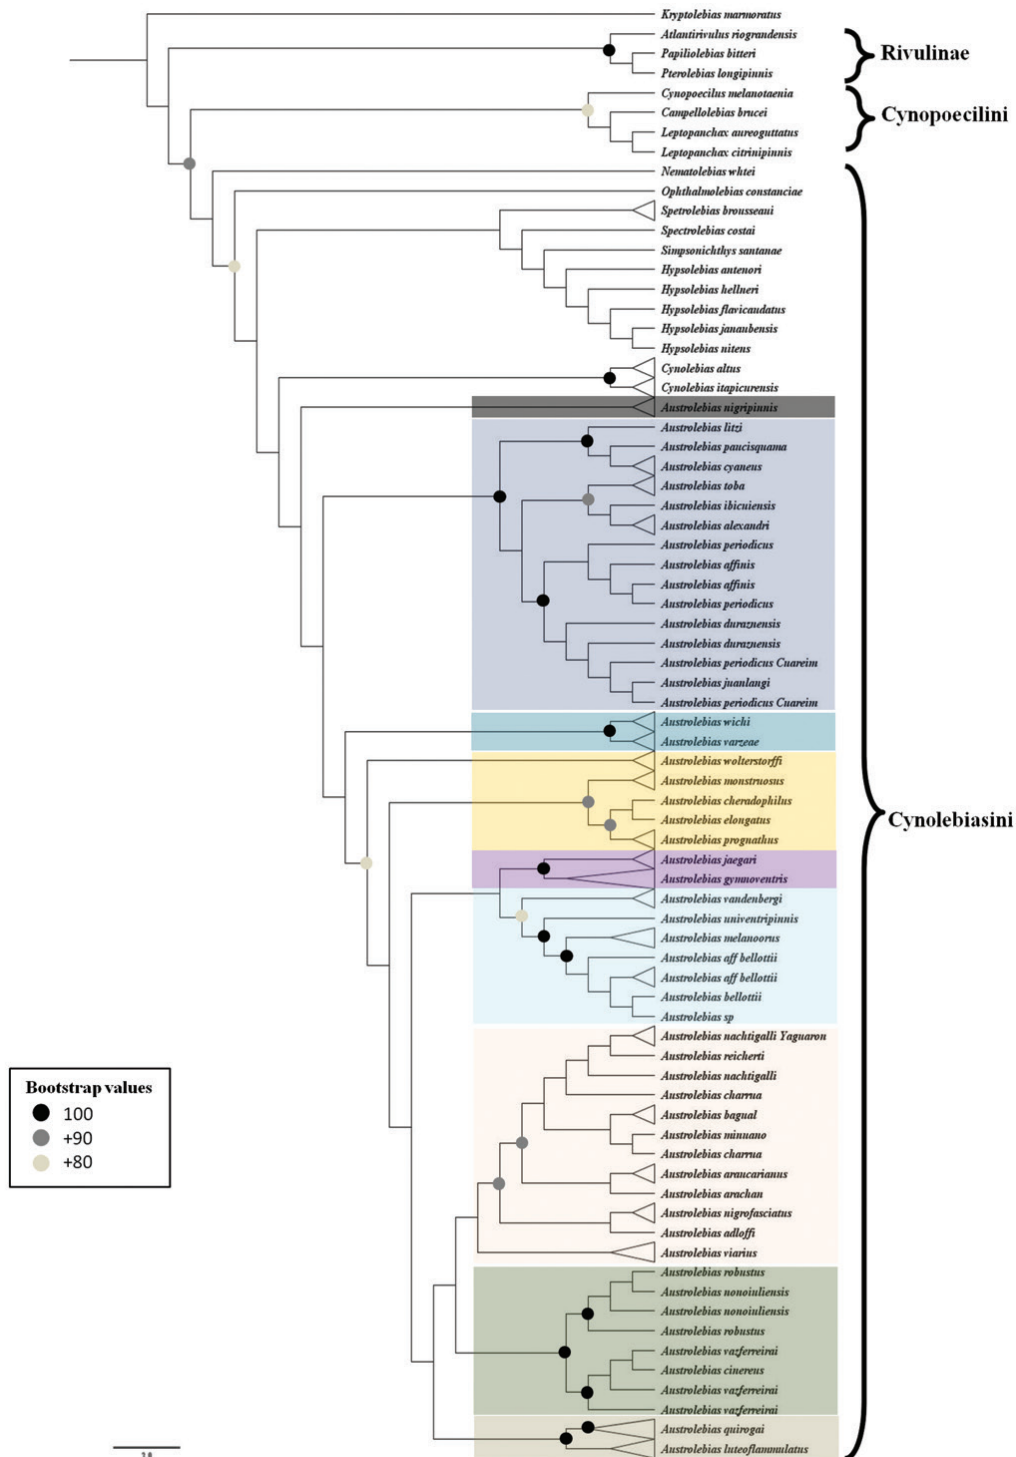 Kryptolebias marmoratus
Atlantirivulus riograndensis
Papiliolebias bitteri
Pterolebias longipinnis
Rivulinae
Cynopoecilus melanotaenia
Campellolebias brucei
Leptopanchax aureoguttatus
Leptopanchax citrinipinnis
Cynopoecilini
Nematolebias whtei
Ophthalmolebias constanciae
Spetrolebias brousseaui
Spectrolebias costai
Simpsonichthys santanae
Hypsolebias antenori
Hypsolebias hellneri
Hypsolebias flavicaudatus
Hypsolebias janaubensis
Hypsolebias nitens
Cynolebias altus
Cynolebias itapicurensis
Austrolebias nigripinnis
Austrolebias litzi
Austrolebias paucisquama
Austrolebias cyaneus
Austrolebias toba
Austrolebias ibicuiensis
Austrolebias alexandri
Austrolebias periodicus
Austrolebias affinis
Austrolebias affinis
Austrolebias periodicus
Austrolebias duraznensis
Austrolebias duraznensis
Austrolebias periodicus Cuareim
Austrolebias juanlangi
Austrolebias periodicus Cuareim
Austrolebias wichi
Austrolebias varzeae
Austrolebias wolterstorffi
Austrolebias monstruosus
Austrolebias cheradophilus
Austrolebias elongatus
Austrolebias prognathus
Cynolebiasini
Austrolebias jaegari
Austrolebias gymnoventris
Austrolebias vandenbergi
Austrolebias univentripinnis
Austrolebias melanoorus
Austrolebias aff bellottii
Austrolebias aff bellottii
Austrolebias bellottii
Austrolebias sp
Austrolebias nachtigalli Yaguaron
Austrolebias reicherti
Austrolebias nachtigalli
Austrolebias charrua
Austrolebias bagual
Austrolebias minuano
Austrolebias charrua
Austrolebias araucarianus
Austrolebias arachan
Austrolebias nigrofasciatus
Austrolebias adloffi
Austrolebias viarius
Austrolebias robustus
Austrolebias nonoiuliensis
Austrolebias nonoiuliensis
Austrolebias robustus
Austrolebias vazferreirai
Austrolebias cinereus
Austrolebias vazferreirai
Austrolebias vazferreirai
Austrolebias quirogai
Austrolebias luteoflammulatus
Bootstrap values
100
+90
+80